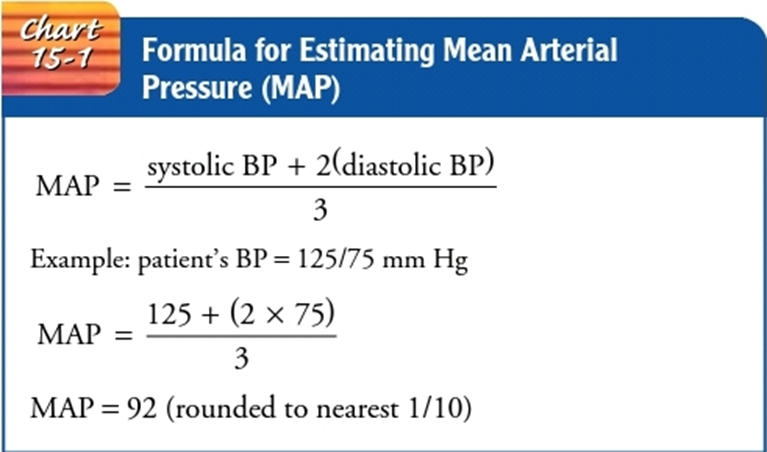 Chart
15-1
Formula for Estimating Mean Arterial
Pressure (MAP)
MAP = systolic BP + 2(diastolic BP)
3
Example: patient's BP = 125/75 mm Hg
MAP = 125 + (2 × 75)
3
MAP = 92 (rounded to nearest 1/10)